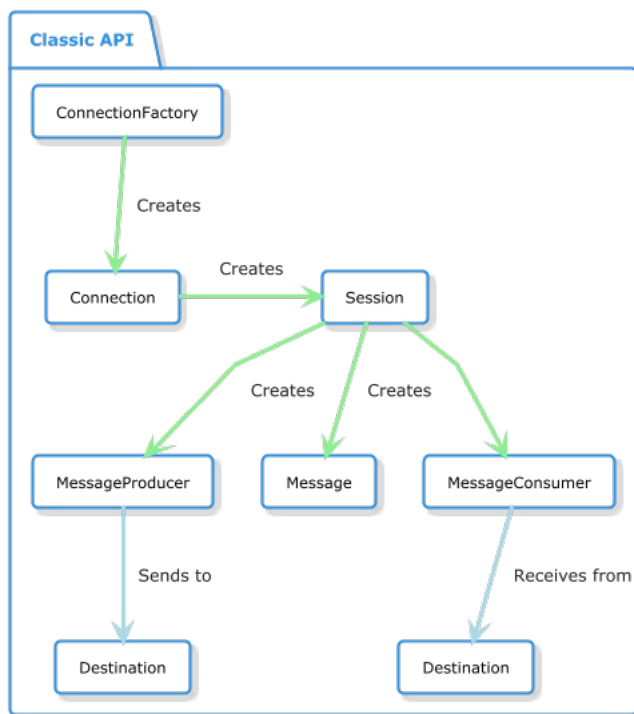 Classic API
ConnectionFactory
Creates
Creates
Connection
Session
Creates
Creates
MessageProducer
Message
MessageConsumer
Sends to
Receives from
Destination
Destination